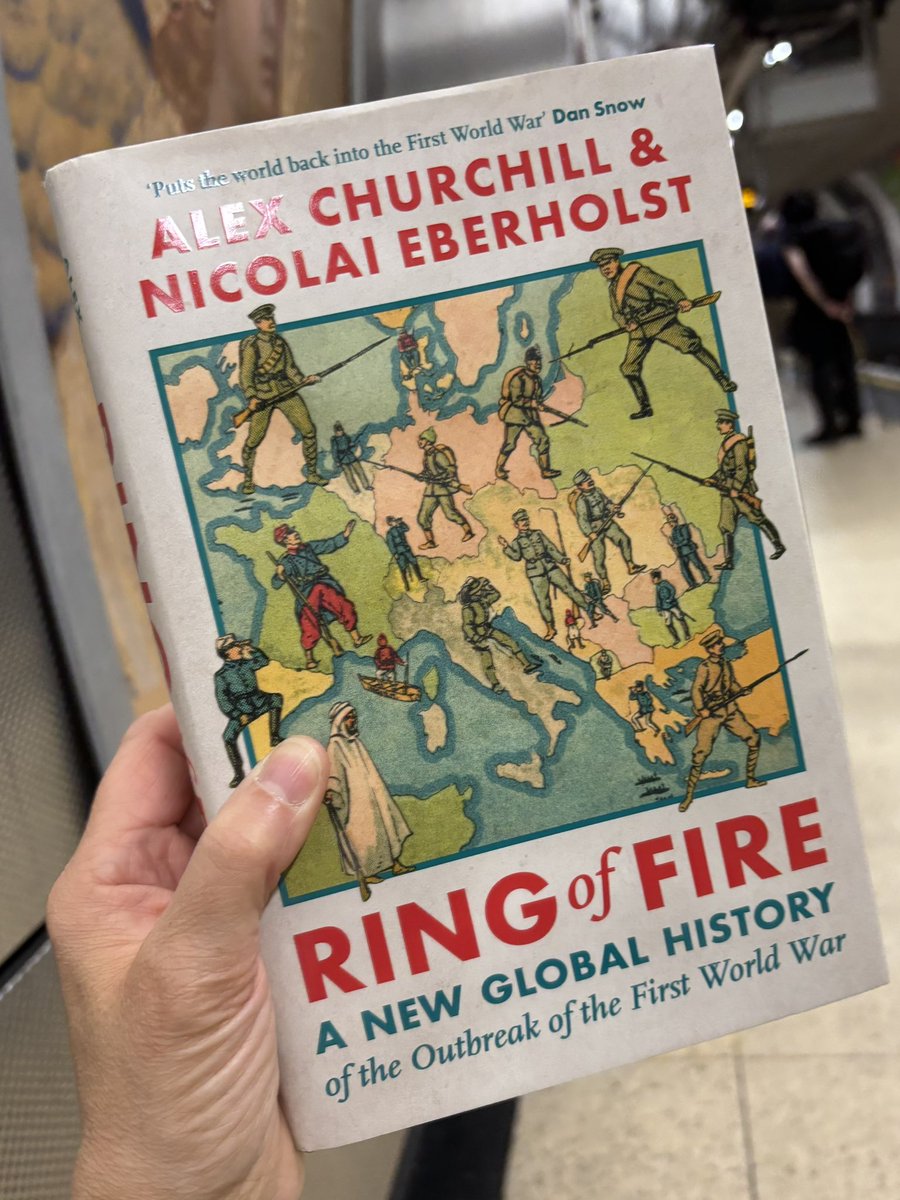 'Puts the world back into the First World War' Dan Snow
ALEX CHURCHILL &
NICOLAI EBERHOLST
RING of FIRE
A NEW GLOBAL HISTORY
of the Outbreak of the First World War